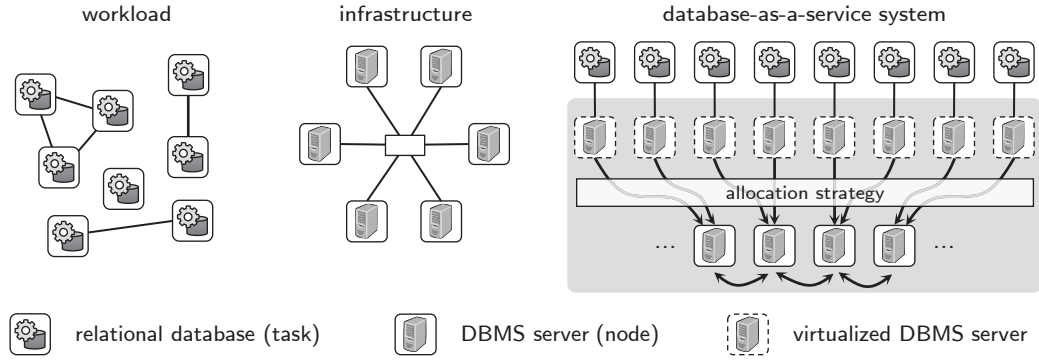 workload
infrastructure
database-as-a-service system
allocation strategy
...
...
relational database (task)
DBMS server (node)
virtualized DBMS server